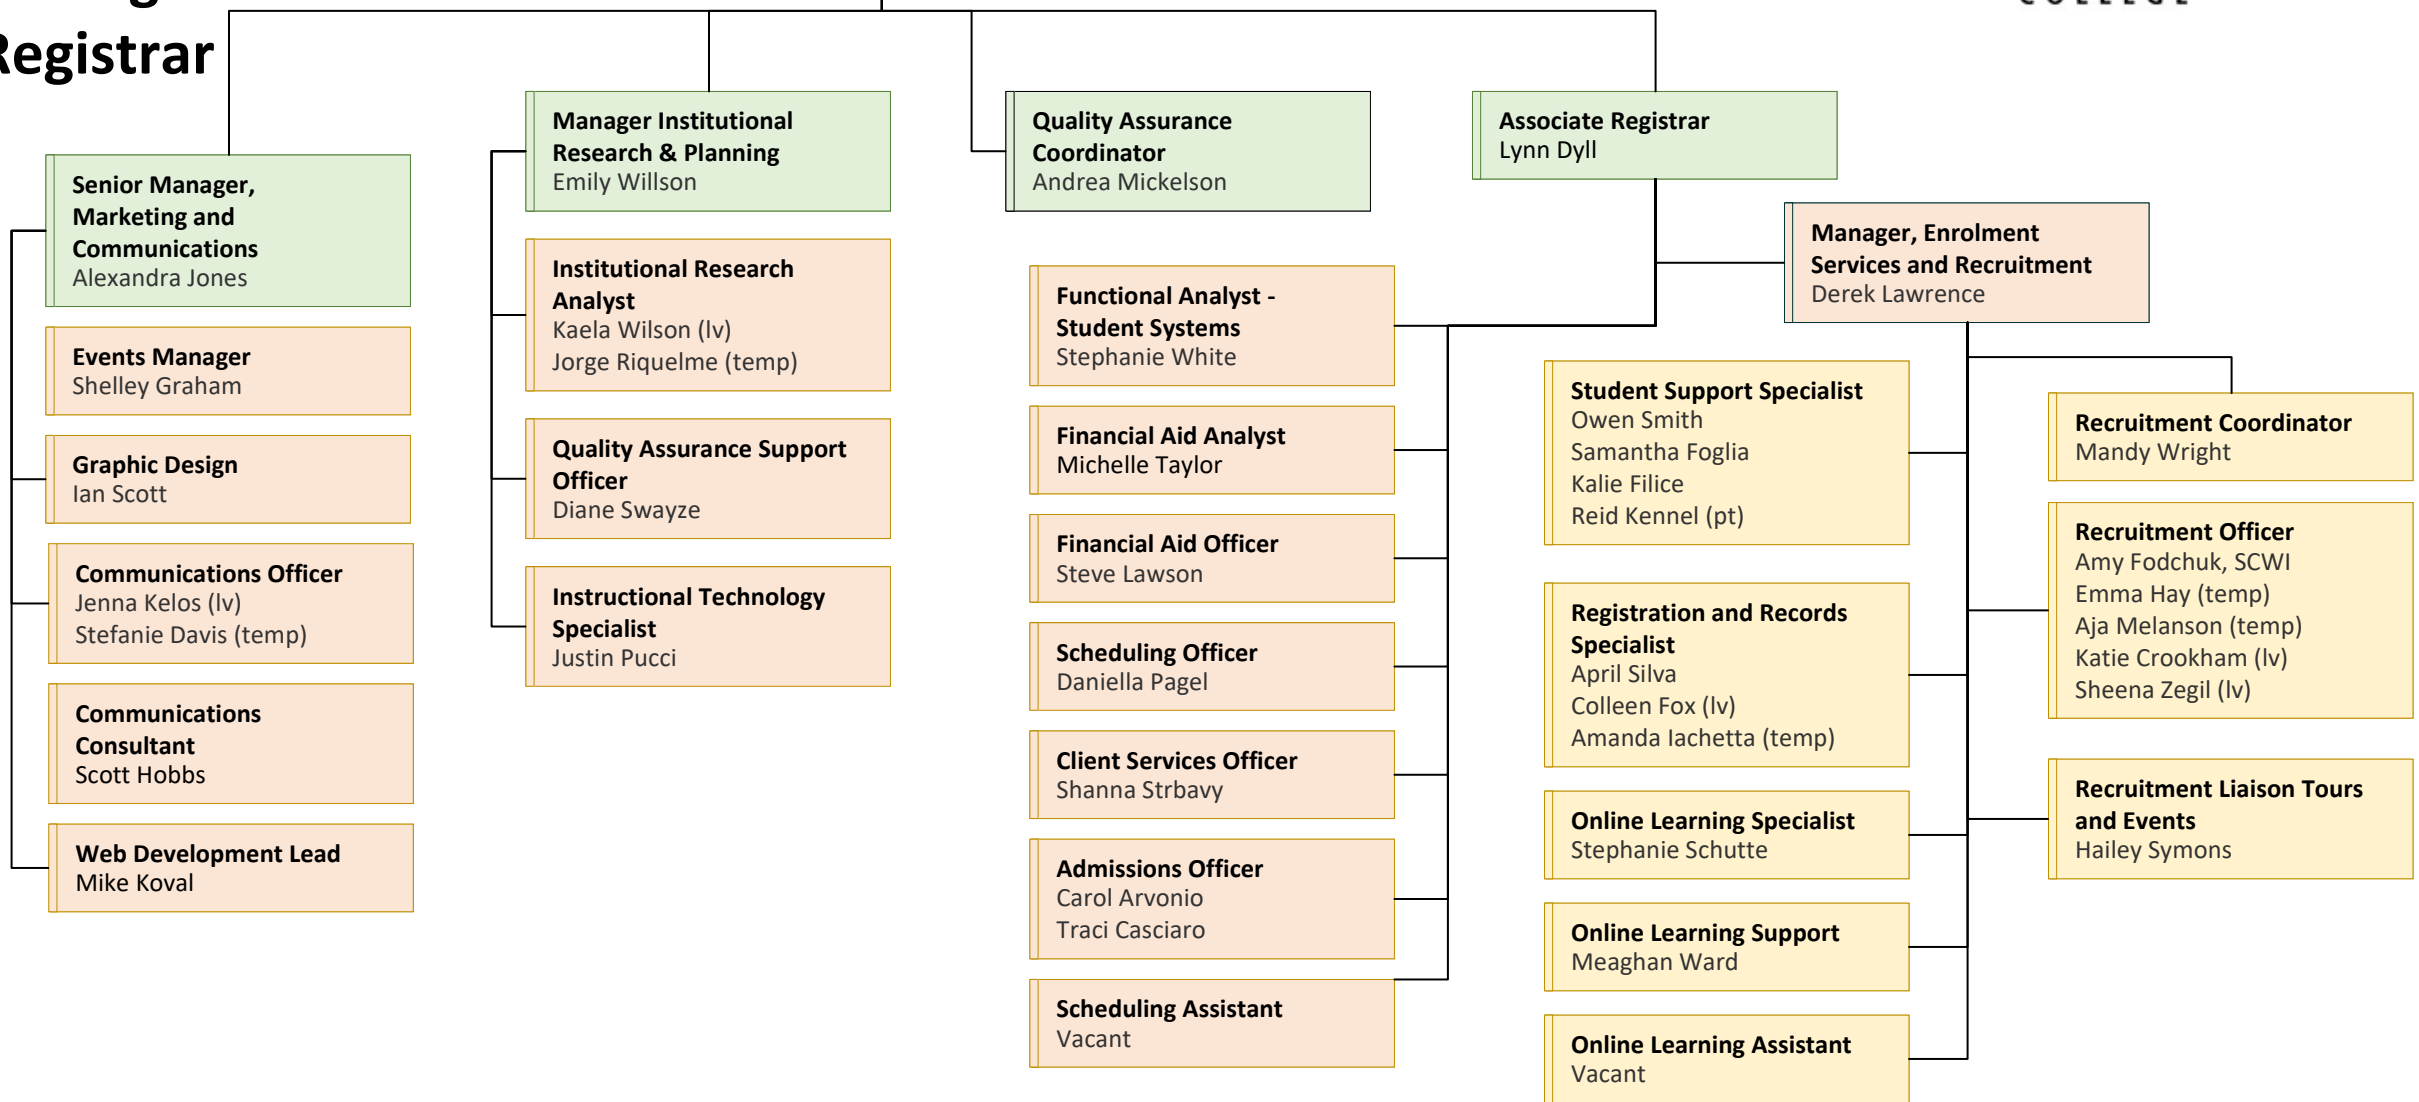 Registrar
COLLEGE
Senior Manager,
Marketing and
Communications
Alexandra Jones
Events Manager
Shelley Graham
Graphic Design
Ian Scott
Communications Officer
Jenna Kelos (lv)
Stefanie Davis (temp)
Communications
Consultant
Scott Hobbs
Web Development Lead
Mike Koval
Manager Institutional
Research & Planning
Emily Willson
Institutional Research
Analyst
Kaela Wilson (lv)
Jorge Riquelme (temp)
Quality Assurance Support
Officer
Diane Swayze
Instructional Technology
Specialist
Justin Pucci
Quality Assurance
Coordinator
Andrea Mickelson
Associate Registrar
Lynn Dyll
Functional Analyst -
Student Systems
Stephanie White
Financial Aid Analyst
Michelle Taylor
Financial Aid Officer
Steve Lawson
Scheduling Officer
Daniella Pagel
Client Services Officer
Shanna Strbavy
Admissions Officer
Carol Arvonio
Traci Casciaro
Scheduling Assistant
Vacant
Manager, Enrolment
Services and Recruitment
Derek Lawrence
Student Support Specialist
Owen Smith
Samantha Foglia
Kalie Filice
Reid Kennel (pt)
Registration and Records
Specialist
April Silva
Colleen Fox (lv)
Amanda Iachetta (temp)
Online Learning Specialist
Stephanie Schutte
Online Learning Support
Meaghan Ward
Online Learning Assistant
Vacant
Recruitment Coordinator
Mandy Wright
Recruitment Officer
Amy Fodchuk, SCWI
Emma Hay (temp)
Aja Melanson (temp)
Katie Crookham (lv)
Sheena Zegil (lv)
Recruitment Liaison Tours
and Events
Hailey Symons